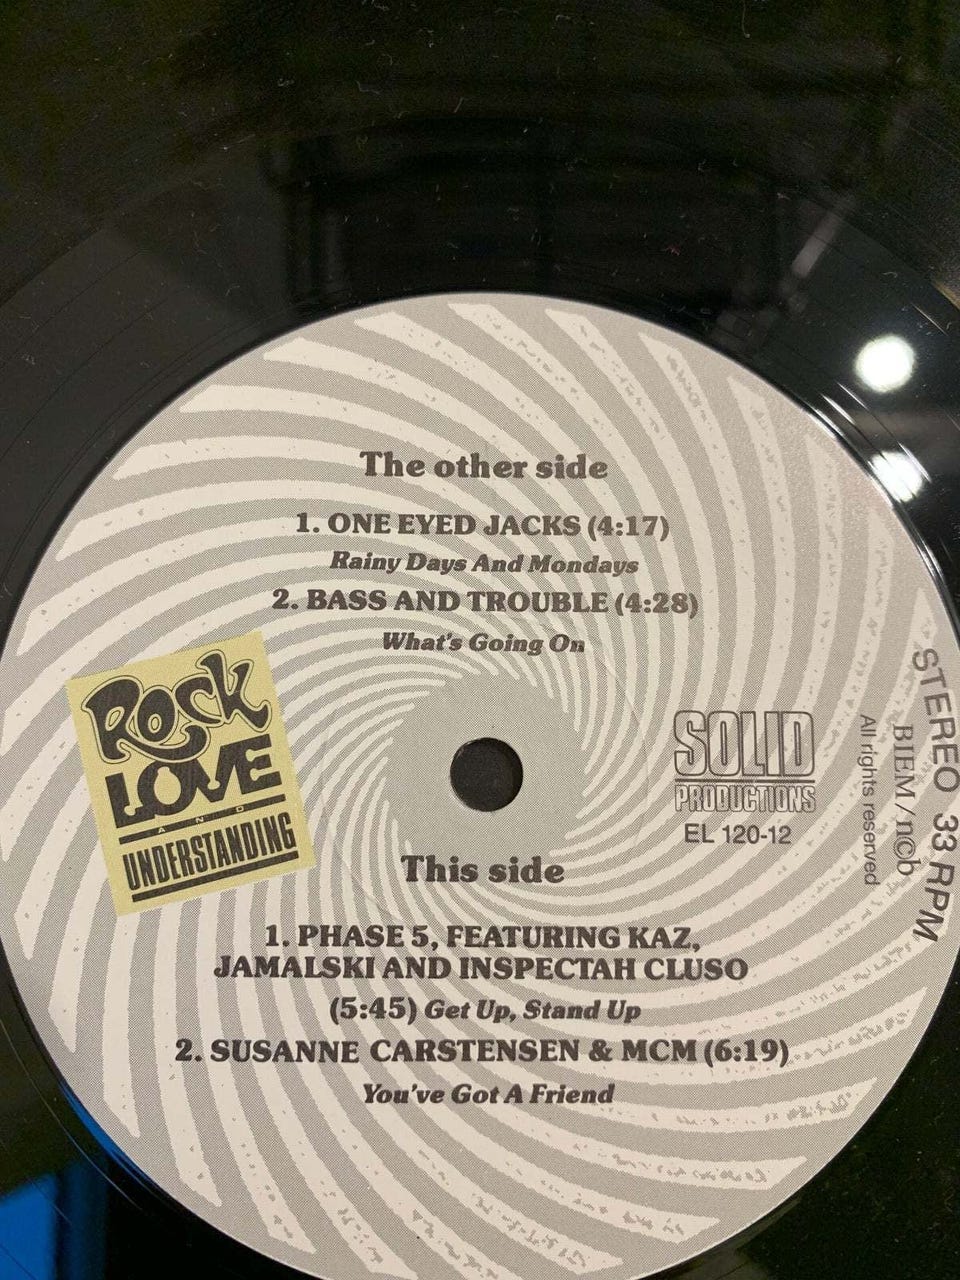 The other side
1. ONE EYED JACKS (4:17)
Rainy Days And Mondays
2. BASS AND TROUBLE (4:28)
What's Going On
Rock
LOVE
AND
UNDERSTANDING
SOLID
PRODUCTIONS
EL 120-12
All rights reserved
BIEM/n©b
STEREO 33 RPM
This side
1. PHASE 5, FEATURING KAZ,
JAMALSKI AND INSPECTAH CLUSO
(5:45) Get Up, Stand Up
2. SUSANNE CARSTENSEN & MCM (6:19)
You've Got A Friend